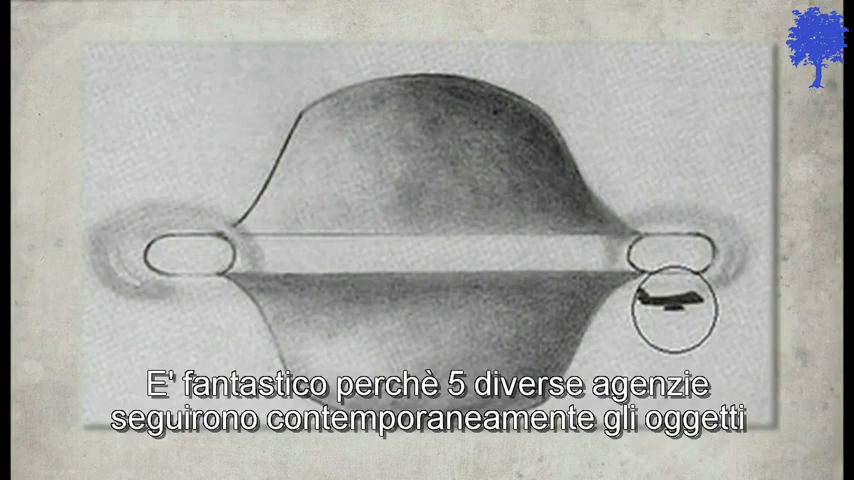 E' fantastico perchè 5 diverse agenzie
seguirono contemporaneamente gli oggetti